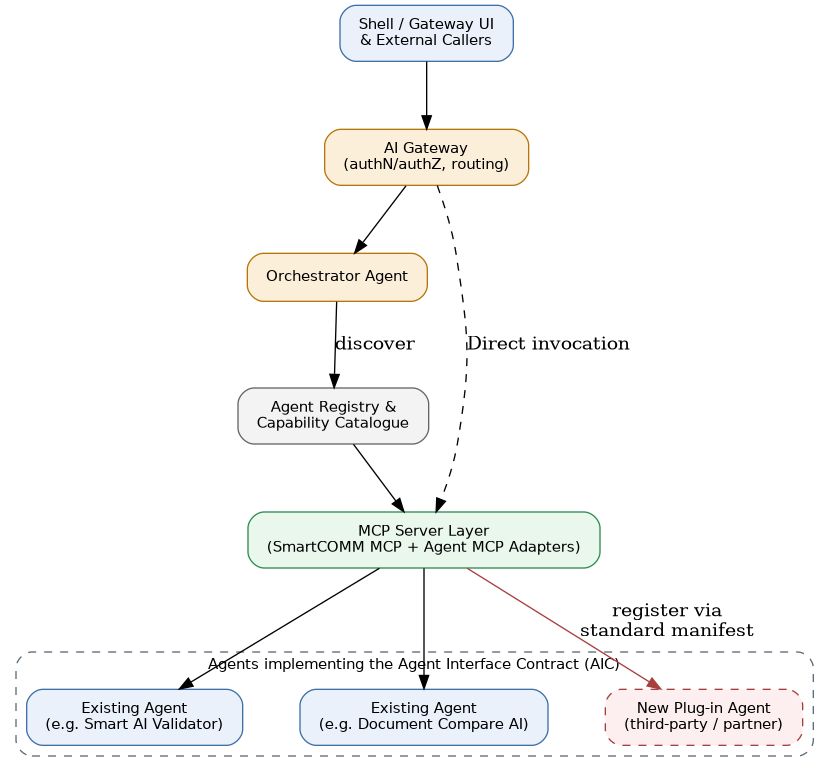 Shell / Gateway UI
& External Callers
AI Gateway
(authN/authZ, routing)
Orchestrator Agent
discover
Direct invocation
Agent Registry &
Capability Catalogue
MCP Server Layer
(SmartCOMM MCP + Agent MCP Adapters)
register via
standard manifest
Agents implementing the Agent Interface Contract (AIC)
Existing Agent
(e.g. Smart AI Validator)
Existing Agent
(e.g. Document Compare AI)
New Plug-in Agent
(third-party / partner)